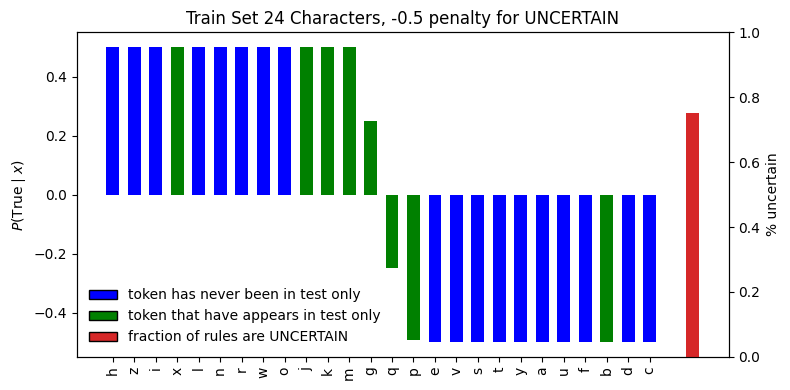 Train Set 24 Characters, -0.5 penalty for UNCERTAIN
P(True | x)
0.4
0.2
0.0
−0.2
−0.4
1.0
0.8
0.6
0.4
0.2
0.0
% uncertain
token has never been in test only
token that have appears in test only
fraction of rules are UNCERTAIN
h z i x l n r w o j k m g q p e v s t y a u f b d c